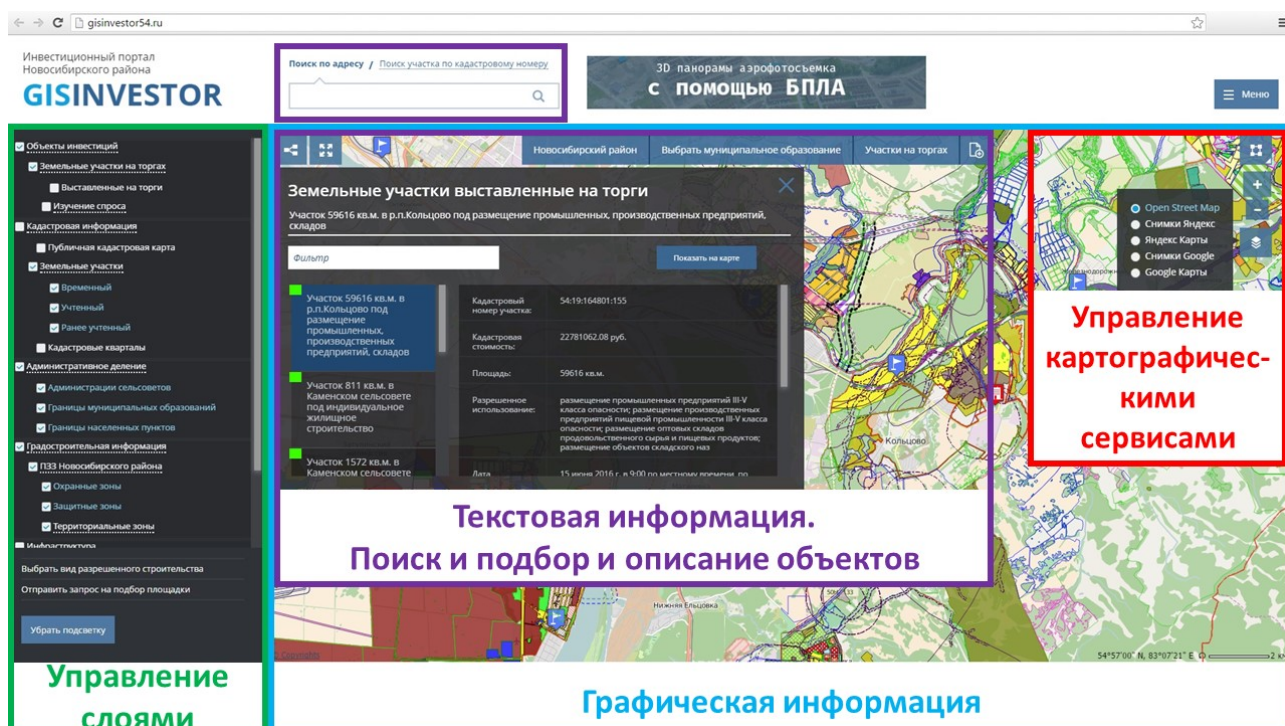 gisinvestor54.ru
Инвестиционный портал
Новосибирского района
GISINVESTOR
Поиск по адресу / Поиск участка по кадастровому номеру
3D панорамы аэрофотосъемка
с помощью БПЛА
Меню
Объекты инвестиций
Земельные участки на торгах
Выставленные на торги
Изучение спроса
Кадастровая информация
Публичная кадастровая карта
Земельные участки
Временный
Учтенный
Ранее учтенный
Кадастровые кварталы
Административное деление
Администрации сельсоветов
Границы муниципальных образований
Границы населенных пунктов
Градостроительная информация
ПЗЗ Новосибирского района
Охранные зоны
Защитные зоны
Территориальные зоны
Инфраструктура
Выбрать вид разрешенного строительства
Отправить запрос на подбор площадки
Убрать подсветку
Управление
слоями
Новосибирский район
Выбрать муниципальное образование
Участки на торгах
Земельные участки выставленные на торги
Участок 59616 кв.м. в р.п.Кольцово под размещение промышленных, производственных предприятий,
складов
Фильтр
Показать на карте
Участок 59616 кв.м. в
р.п.Кольцово под
размещение
промышленных,
производственных
предприятий, складов
Участок 811 кв.м. в
Каменском сельсовете
под индивидуальное
жилищное
строительство
Участок 1572 кв.м. в
Каменском сельсовете
Кадастровый
номер участка:
54:19:164801:155
Кадастровая
стоимость:
22781062.08 руб.
Площадь:
59616 кв.м.
Разрешенное
использование:
размещение промышленных предприятий III-V
класса опасности; размещение производственных
предприятий пищевой промышленности III-V класса
опасности; размещение оптовых складов
продовольственного сырья и пищевых продуктов;
размещение объектов складского наз
Дата
15 июня 2016 г. в 9:00 по местному времени, по
Текстовая информация.
Поиск и подбор и описание объектов
Open Street Map
Снимки Яндекс
Яндекс Карты
Снимки Google
Google Карты
Управление
картографичес-
кими
сервисами
Кольцово
Нижняя Ельцовка
© Copyrights
54°57'00" N, 83°07'21" E
2 км
Графическая информация